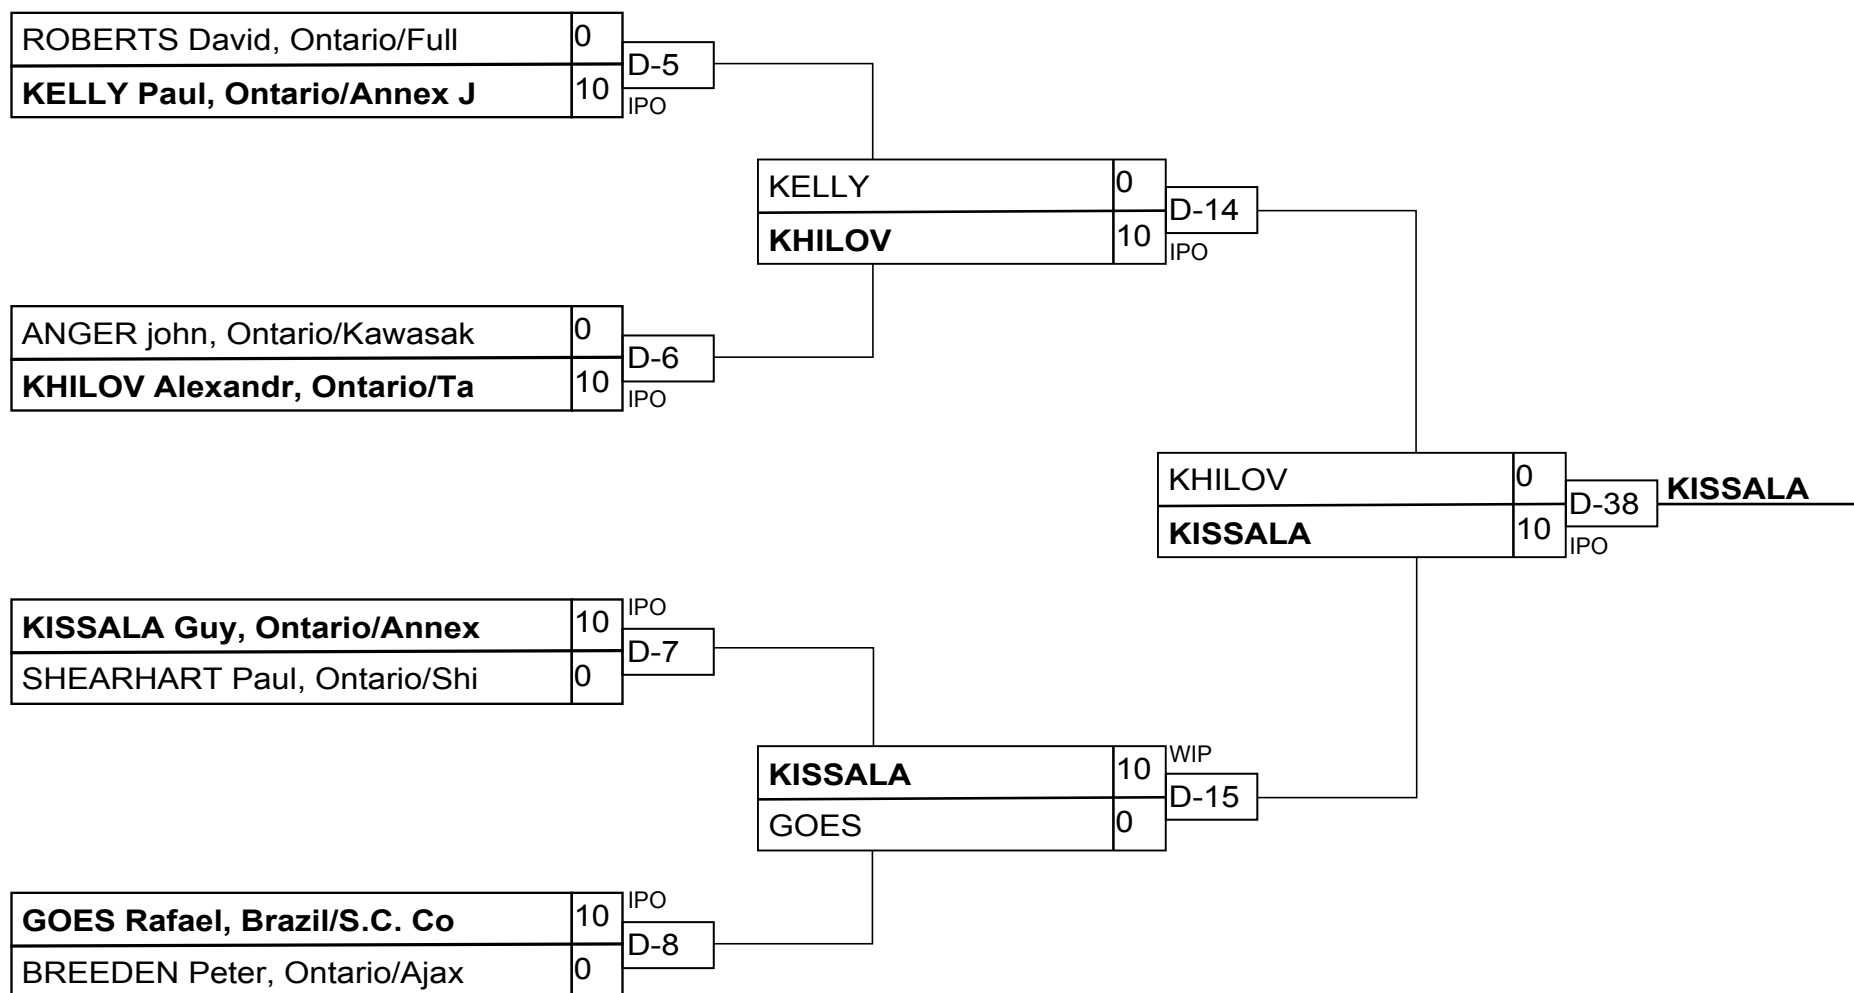 ROBERTS David, Ontario/Full 0
D-5
KELLY Paul, Ontario/Annex J 10
IPO
KELLY 0
D-14
KHILOV 10
IPO
ANGER john, Ontario/Kawasak 0
D-6
KHILOV Alexandr, Ontario/Ta 10
IPO
KHILOV 0
D-38 KISSALA
KISSALA 10
IPO
KISSALA Guy, Ontario/Annex 10 IPO
D-7
SHEARHART Paul, Ontario/Shi 0
KISSALA 10 WIP
D-15
GOES 0
GOES Rafael, Brazil/S.C. Co 10 IPO
D-8
BREEDEN Peter, Ontario/Ajax 0